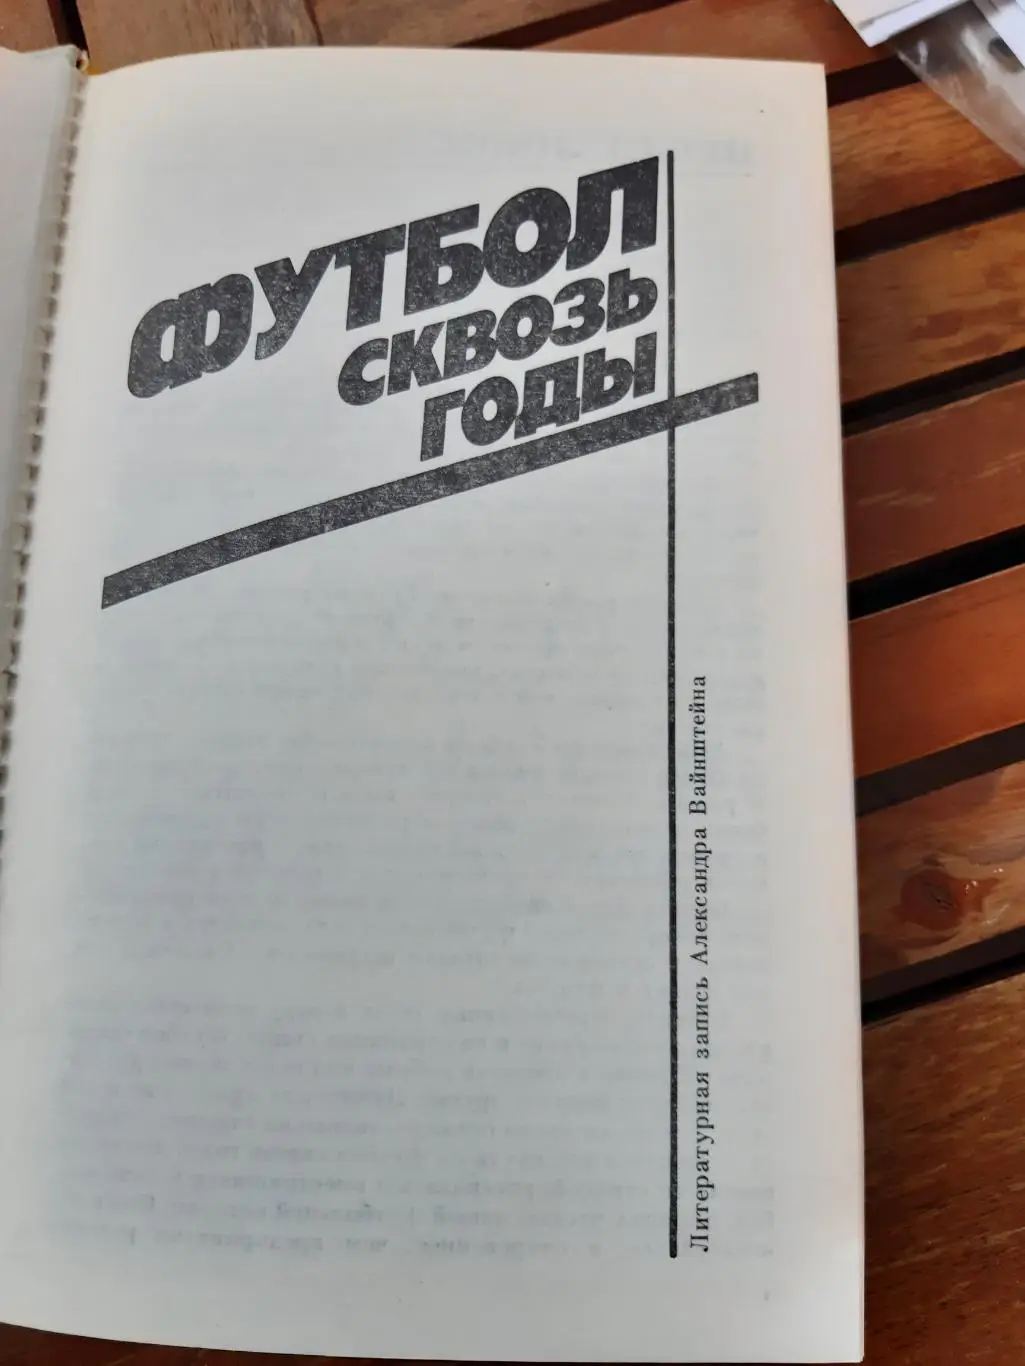 ФУТБОЛ
СКВОЗЬ
ГОДЫ
Литературная запись Александра Вайнштейна